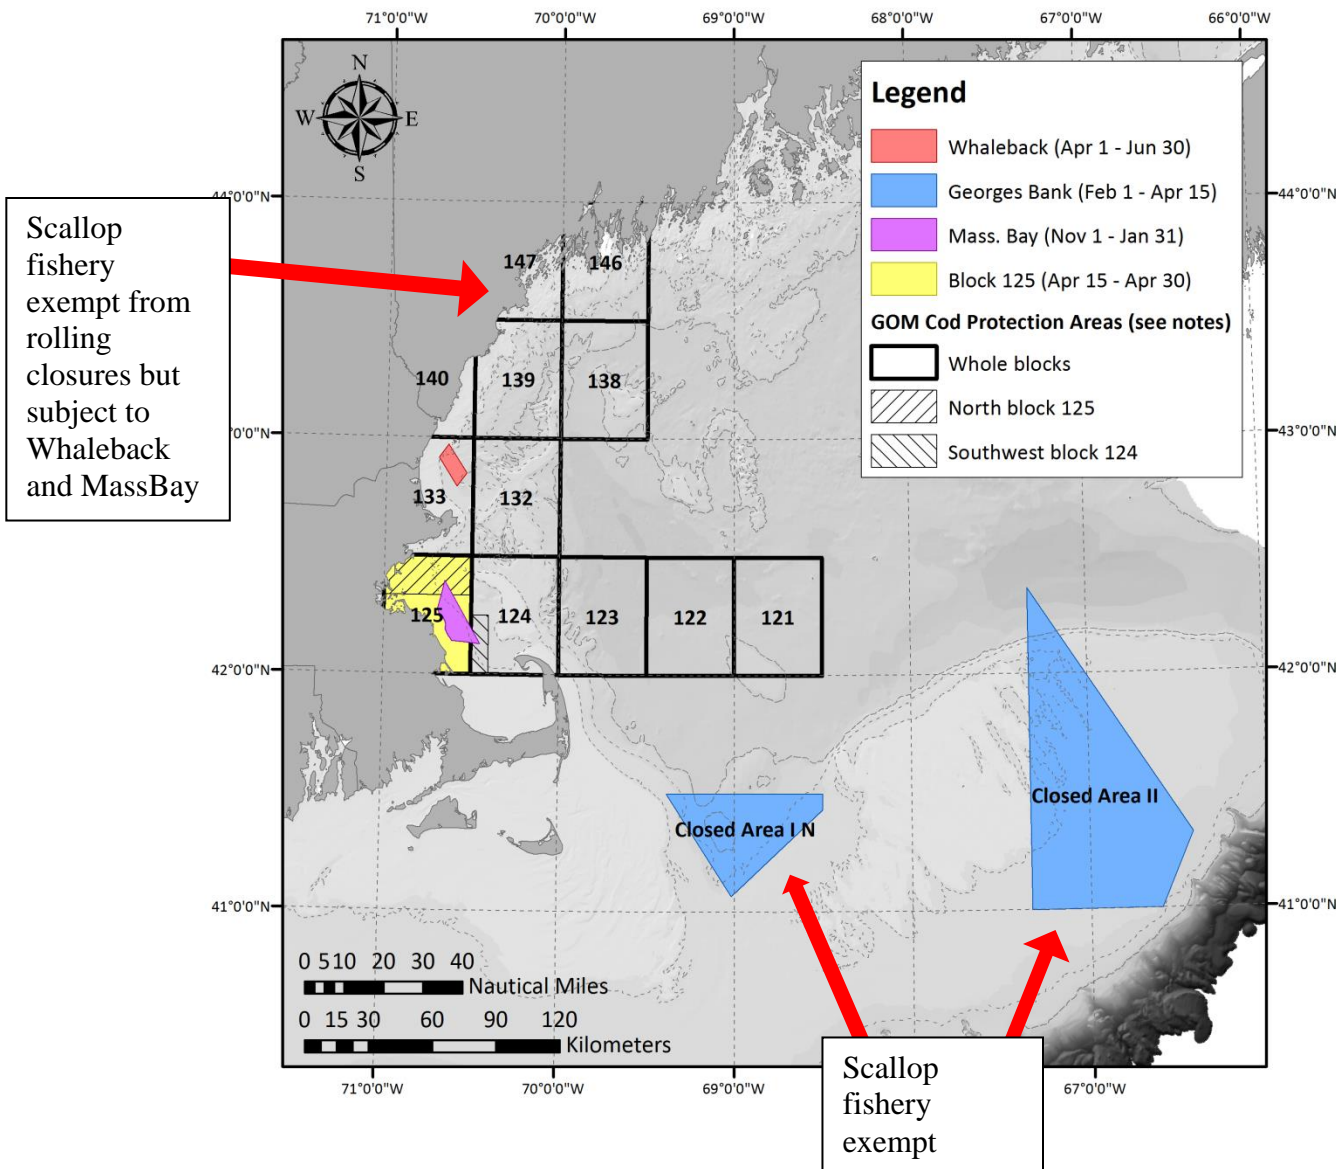 71°0'0"W
70°0'0"W
69°0'0"W
68°0'0"W
67°0'0"W
66°0'0"W
N
W
E
S
Legend
Whaleback (Apr 1 - Jun 30)
Georges Bank (Feb 1 - Apr 15)
Mass. Bay (Nov 1 - Jan 31)
Block 125 (Apr 15 - Apr 30)
GOM Cod Protection Areas (see notes)
Whole blocks
North block 125
Southwest block 124
44°0'0"N
44°0'0"N
Scallop
fishery
exempt from
rolling
closures but
subject to
Whaleback
and MassBay
147
146
140
139
138
0'0"N
43°0'0"N
133
132
125
124
123
122
121
42°0'0"N
42°0'0"N
Closed Area I N
Closed Area II
41°0'0"N
41°0'0"N
0 5 10 20 30 40
Nautical Miles
0 15 30 60 90 120
Kilometers
71°0'0"W
70°0'0"W
69°0'0"W
67°0'0"W
Scallop
fishery
exempt